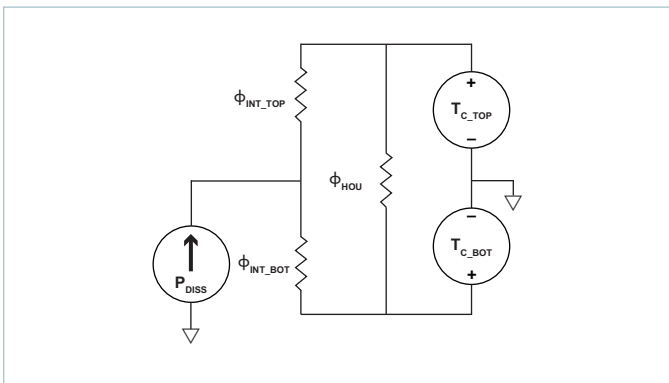 +
ϕINT_TOP
TC_TOP
–
ϕHOU
–
ϕINT_BOT
TC_BOT
PDISS
+